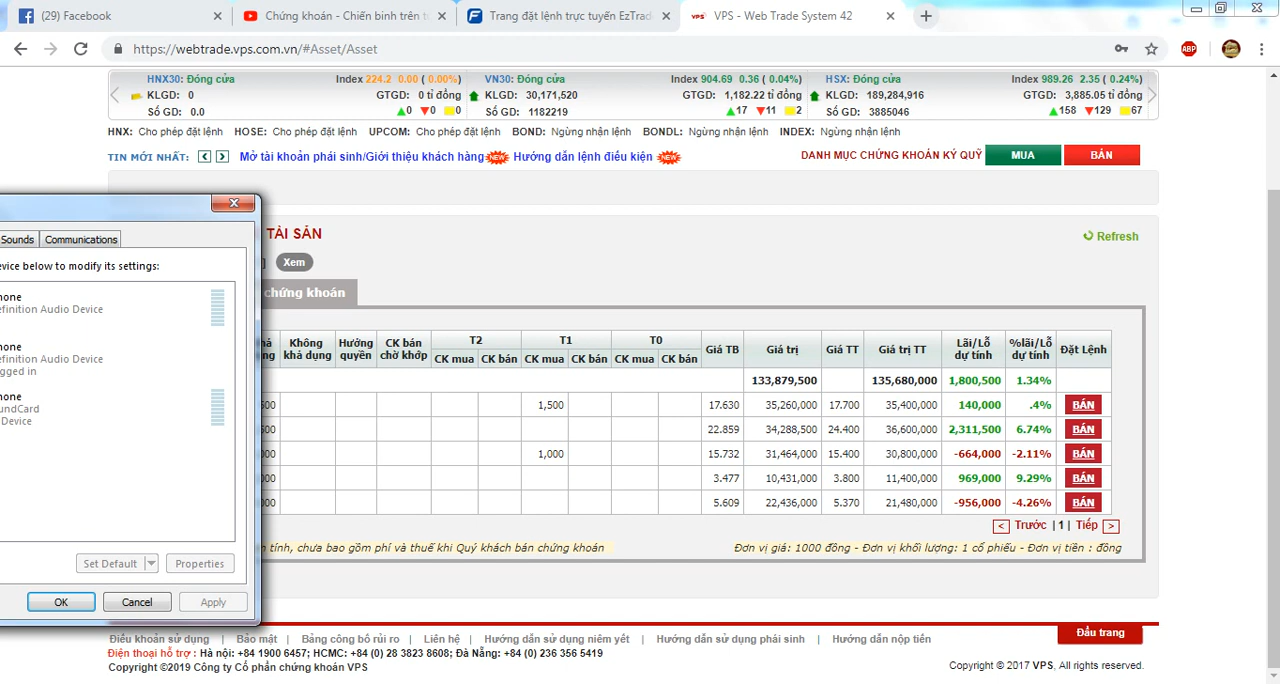 (29) Facebook
Chứng khoán - Chiến binh trên t
Trang đặt lệnh trực tuyến EzTrad
VPS - Web Trade System 42
https://webtrade.vps.com.vn/#Asset/Asset
ABP
HNX30: Đóng cửa Index 224.2 0.00 ( 0.00%)
KLGD: 0 GTGD: 0 tỉ đồng
Số GD: 0.0 0 0 0
VN30: Đóng cửa Index 904.69 0.36 ( 0.04%)
KLGD: 30,171,520 GTGD: 1,182.22 tỉ đồng
Số GD: 1182219 17 11 2
HSX: Đóng cửa Index 989.26 2.35 ( 0.24%)
KLGD: 189,284,916 GTGD: 3,885.05 tỉ đồng
Số GD: 3885046 158 129 67
HNX: Cho phép đặt lệnh HOSE: Cho phép đặt lệnh UPCOM: Cho phép đặt lệnh BOND: Ngừng nhận lệnh BONDL: Ngừng nhận lệnh INDEX: Ngừng nhận lệnh
TIN MỚI NHẤT: < > Mở tài khoản phái sinh/Giới thiệu khách hàng NEW Hướng dẫn lệnh điều kiện NEW DANH MỤC CHỨNG KHOÁN KÝ QUỸ MUA BÁN
TÀI SẢN
Refresh
Xem
chứng khoán
Không khả dụng Hưởng quyền CK bán chờ khớp T2 T1 T0 Giá TB Giá trị Giá TT Giá trị TT Lãi/Lỗ dự tính %lãi/Lỗ dự tính Đặt Lệnh
CK mua CK bán CK mua CK bán CK mua CK bán
133,879,500 135,680,000 1,800,500 1.34%
1,500 17.630 35,260,000 17.700 35,400,000 140,000 .4% BÁN
22.859 34,288,500 24.400 36,600,000 2,311,500 6.74% BÁN
1,000 15.732 31,464,000 15.400 30,800,000 -664,000 -2.11% BÁN
3.477 10,431,000 3.800 11,400,000 969,000 9.29% BÁN
5.609 22,436,000 5.370 21,480,000 -956,000 -4.26% BÁN
< Trước | 1 | Tiếp >
tính, chưa bao gồm phí và thuế khi Quý khách bán chứng khoán
Đơn vị giá: 1000 đồng - Đơn vị khối lượng: 1 cổ phiếu - Đơn vị tiền : đồng
Sounds Communications
evice below to modify its settings:
hone
efinition Audio Device
hone
efinition Audio Device
gged in
hone
undCard
Device
Set Default Properties
OK Cancel Apply
Điều khoản sử dụng | Bảo mật | Bảng công bố rủi ro | Liên hệ | Hướng dẫn sử dụng niêm yết | Hướng dẫn sử dụng phái sinh | Hướng dẫn nộp tiền
Đầu trang
Điện thoại hỗ trợ : Hà nội: +84 1900 6457; HCMC: +84 (0) 28 3823 8608; Đà Nẵng: +84 (0) 236 356 5419
Copyright ©2019 Công ty Cổ phần chứng khoán VPS
Copyright © 2017 VPS, All rights reserved.